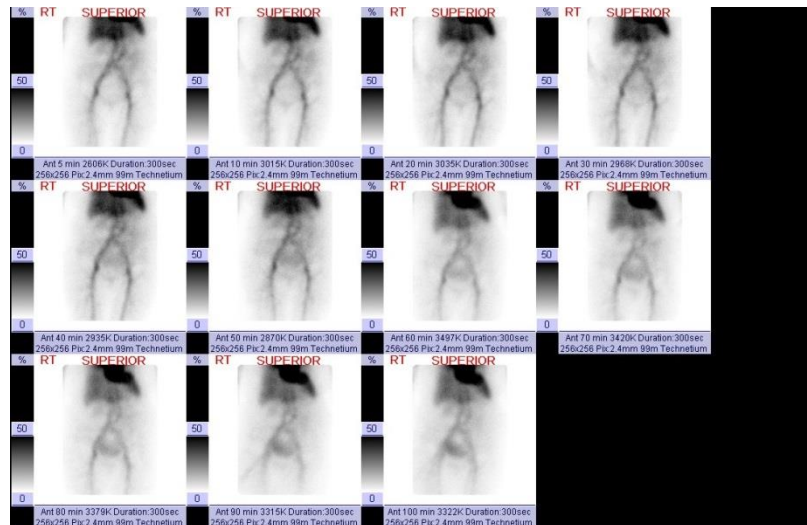 % RT SUPERIOR % RT SUPERIOR % RT SUPERIOR % RT SUPERIOR
50 50 50 50
0 0 0 0
Ant 5 min 2606K Duration:300sec Ant 10 min 3015K Duration:300sec Ant 20 min 3035K Duration:300sec Ant 30 min 2968K Duration:300sec
256x256 Pix:2.4mm 99m Technetium 256x256 Pix:2.4mm 99m Technetium 256x256 Pix:2.4mm 99m Technetium 256x256 Pix:2.4mm 99m Technetium
% RT SUPERIOR % RT SUPERIOR % RT SUPERIOR % RT SUPERIOR
50 50 50 50
0 0 0 0
Ant 40 min 2935K Duration:300sec Ant 50 min 2870K Duration:300sec Ant 60 min 3497K Duration:300sec Ant 70 min 3420K Duration:300sec
256x256 Pix:2.4mm 99m Technetium 256x256 Pix:2.4mm 99m Technetium 256x256 Pix:2.4mm 99m Technetium 256x256 Pix:2.4mm 99m Technetium
% RT SUPERIOR % RT SUPERIOR % RT SUPERIOR
50 50 50
0 0 0
Ant 80 min 3379K Duration:300sec Ant 90 min 3315K Duration:300sec Ant 100 min 3322K Duration:300sec
256x256 Pix:2.4mm 99m Technetium 256x256 Pix:2.4mm 99m Technetium 256x256 Pix:2.4mm 99m Technetium